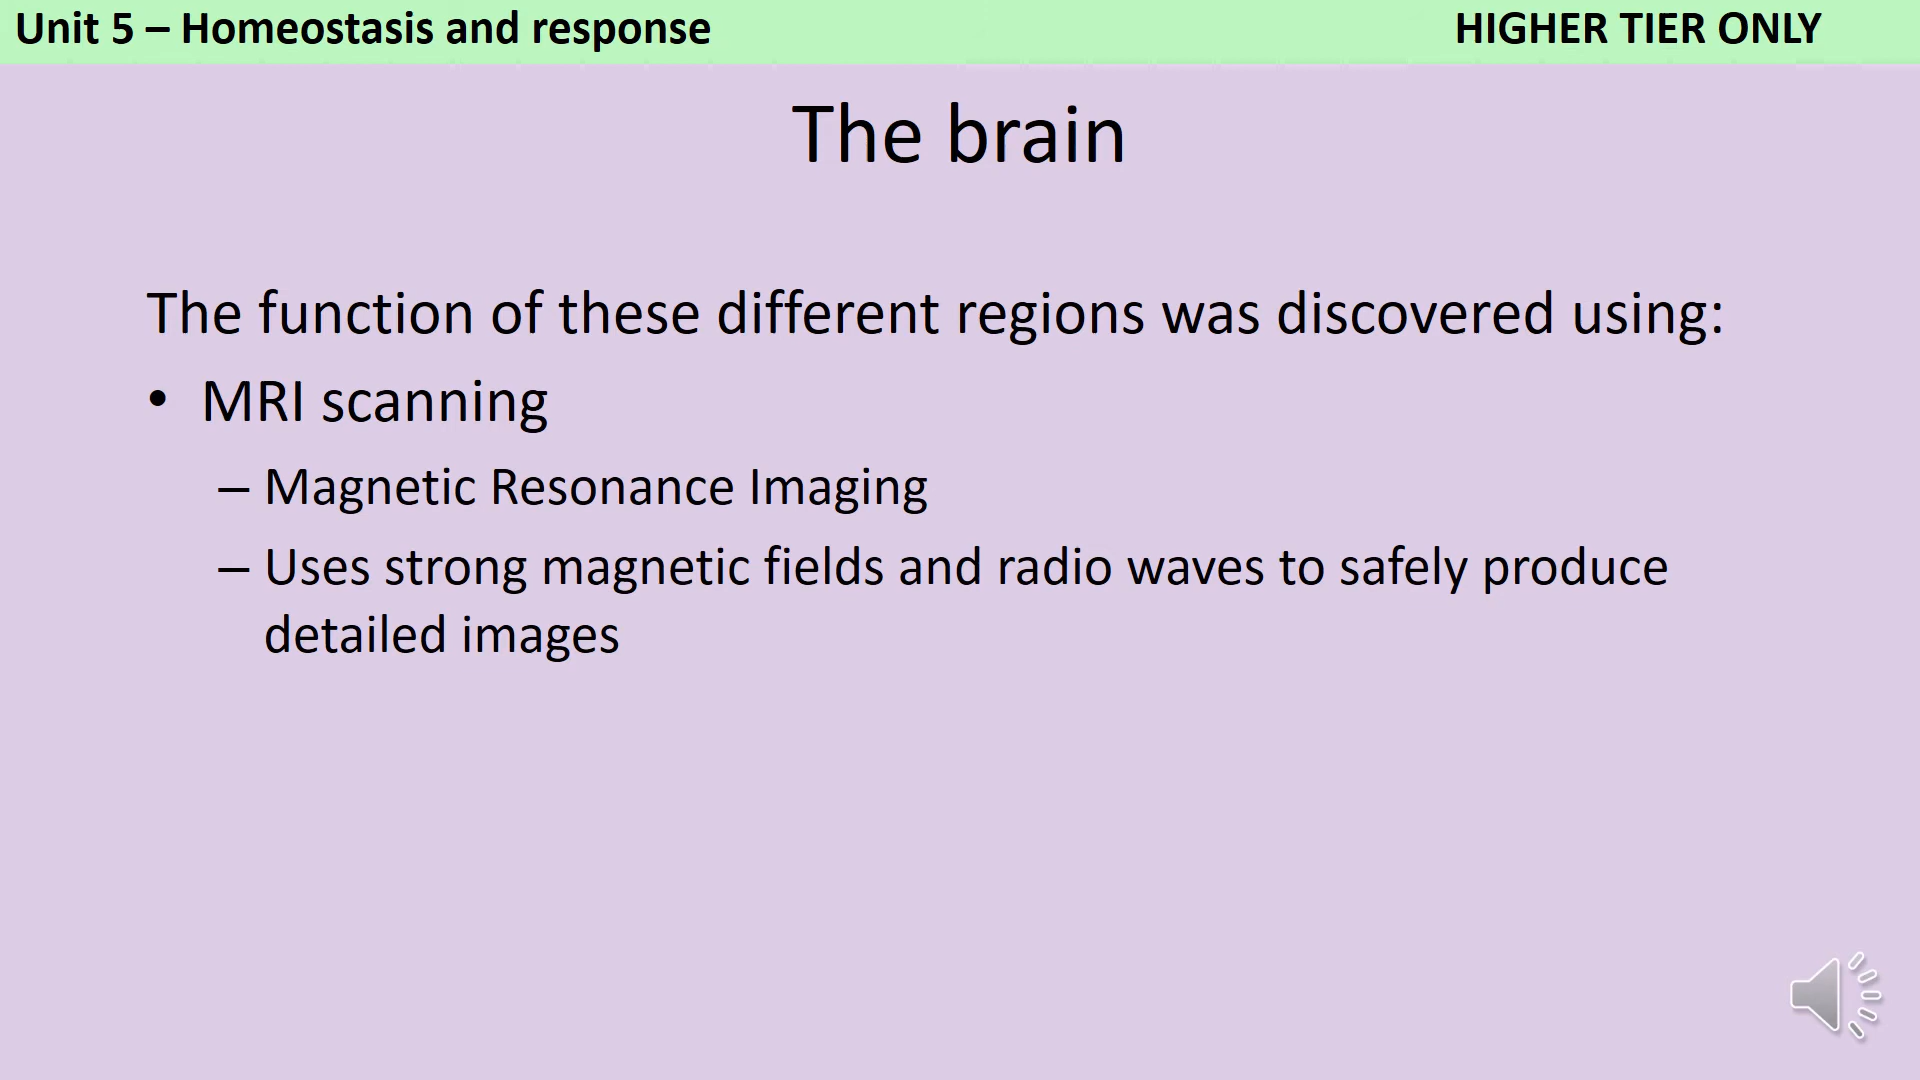 Unit 5 – Homeostasis and response
HIGHER TIER ONLY
The brain
The function of these different regions was discovered using:
• MRI scanning
– Magnetic Resonance Imaging
– Uses strong magnetic fields and radio waves to safely produce
detailed images